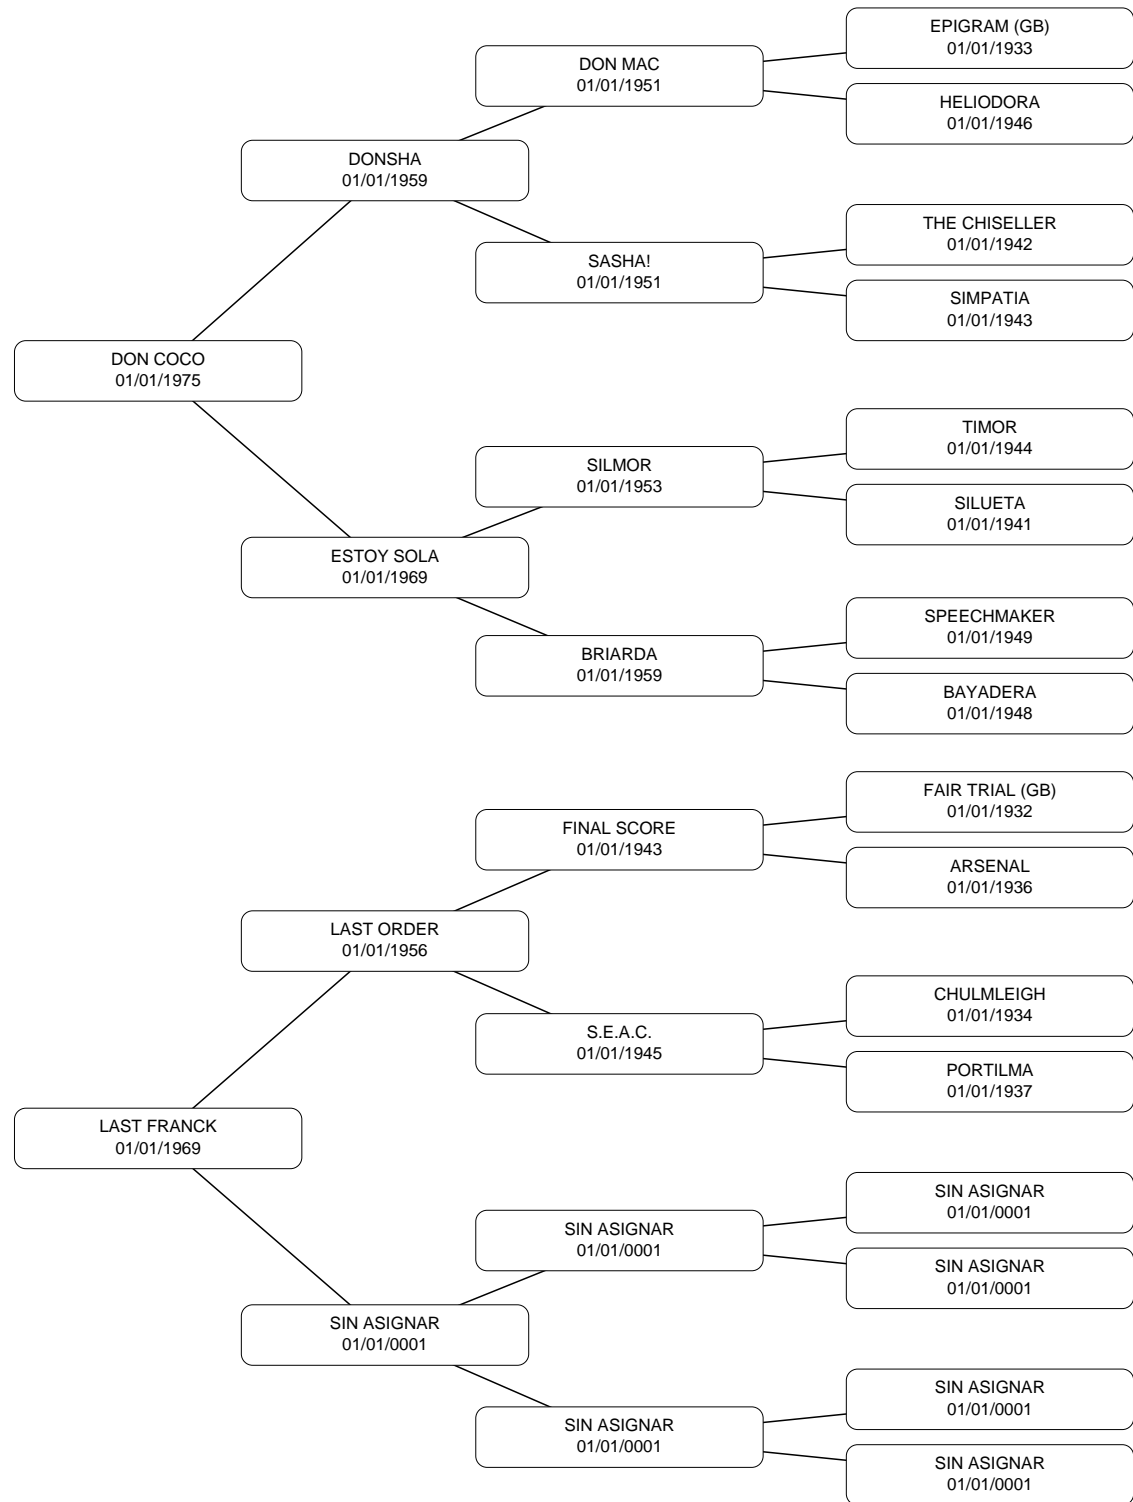 EPIGRAM (GB)
01/01/1933
DON MAC
01/01/1951
HELIODORA
01/01/1946
DONSHA
01/01/1959
THE CHISELLER
01/01/1942
SASHA!
01/01/1951
SIMPATIA
01/01/1943
DON COCO
01/01/1975
TIMOR
01/01/1944
SILMOR
01/01/1953
SILUETA
01/01/1941
ESTOY SOLA
01/01/1969
SPEECHMAKER
01/01/1949
BRIARDA
01/01/1959
BAYADERA
01/01/1948
FAIR TRIAL (GB)
01/01/1932
FINAL SCORE
01/01/1943
ARSENAL
01/01/1936
LAST ORDER
01/01/1956
CHULMLEIGH
01/01/1934
S.E.A.C.
01/01/1945
PORTILMA
01/01/1937
LAST FRANCK
01/01/1969
SIN ASIGNAR
01/01/0001
SIN ASIGNAR
01/01/0001
SIN ASIGNAR
01/01/0001
SIN ASIGNAR
01/01/0001
SIN ASIGNAR
01/01/0001
SIN ASIGNAR
01/01/0001
SIN ASIGNAR
01/01/0001